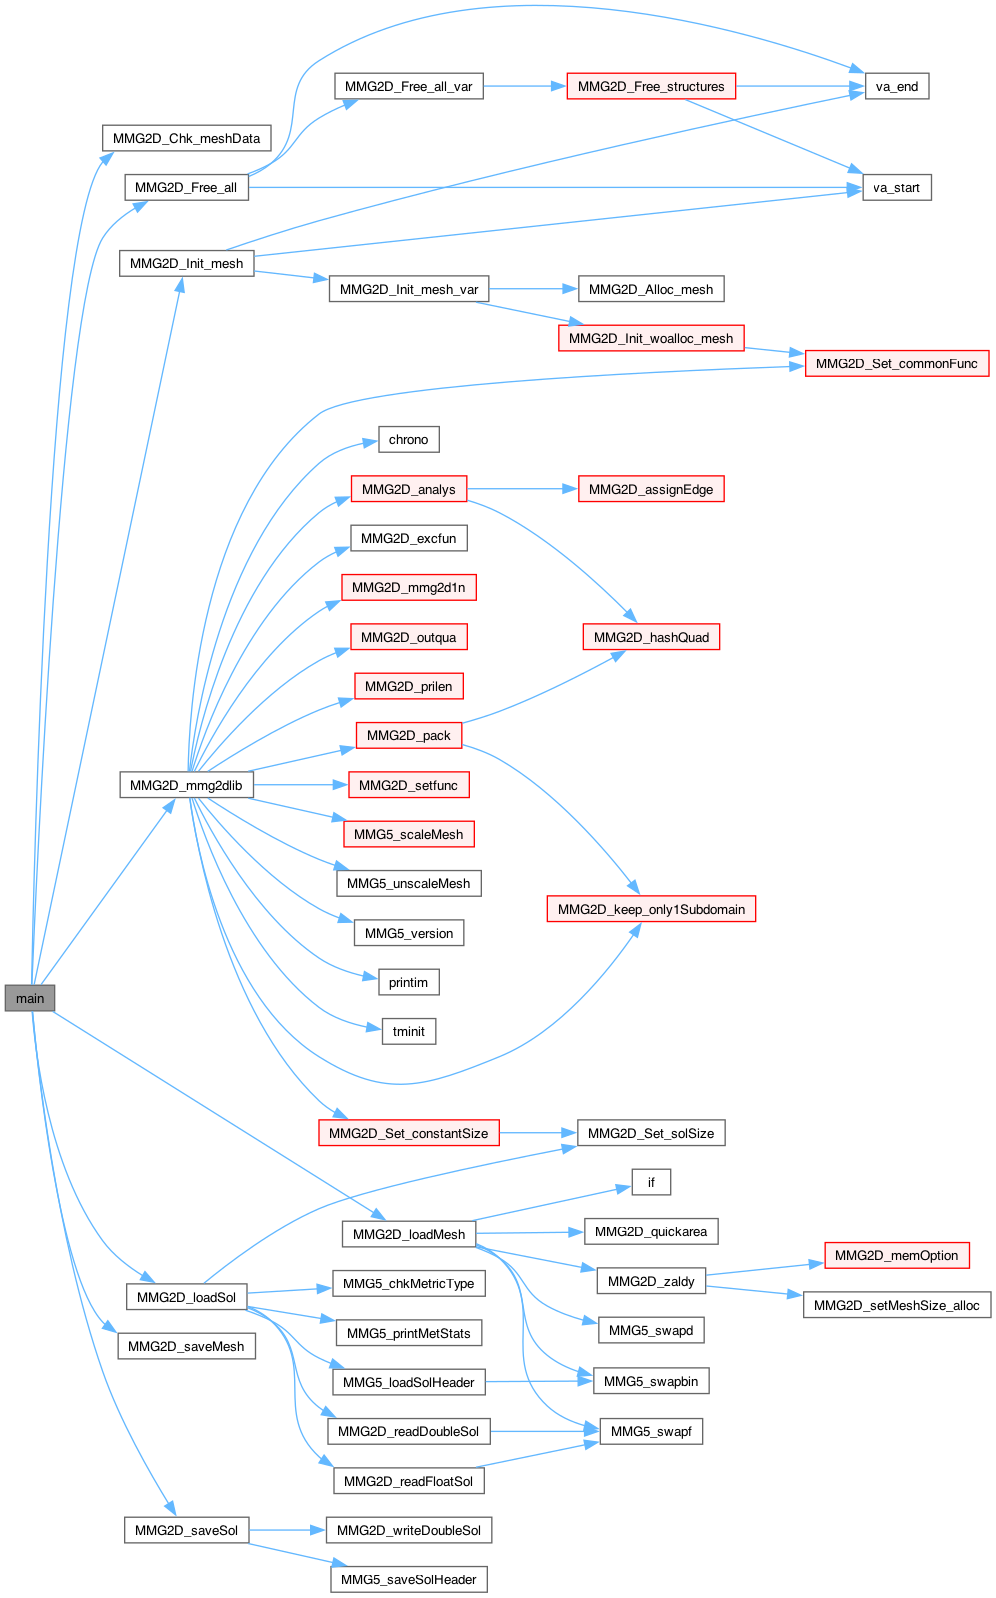 MMG2D_Free_all_var
MMG2D_Free_structures
va_end
MMG2D_Chk_meshData
MMG2D_Free_all
va_start
MMG2D_Init_mesh
MMG2D_Init_mesh_var
MMG2D_Alloc_mesh
MMG2D_Init_woalloc_mesh
MMG2D_Set_commonFunc
chrono
MMG2D_analys
MMG2D_assignEdge
MMG2D_excfun
MMG2D_mmg2d1n
MMG2D_outqua
MMG2D_hashQuad
MMG2D_prilen
MMG2D_pack
MMG2D_mmg2dlib
MMG2D_setfunc
MMG5_scaleMesh
MMG5_unscaleMesh
MMG2D_keep_only1Subdomain
MMG5_version
printim
main
tminit
MMG2D_Set_constantSize
MMG2D_Set_solSize
if
MMG2D_loadMesh
MMG2D_quickarea
MMG2D_memOption
MMG2D_zaldy
MMG2D_setMeshSize_alloc
MMG2D_loadSol
MMG5_chkMetricType
MMG5_printMetStats
MMG5_swapd
MMG2D_saveMesh
MMG5_loadSolHeader
MMG5_swapbin
MMG2D_readDoubleSol
MMG5_swapf
MMG2D_readFloatSol
MMG2D_saveSol
MMG2D_writeDoubleSol
MMG5_saveSolHeader